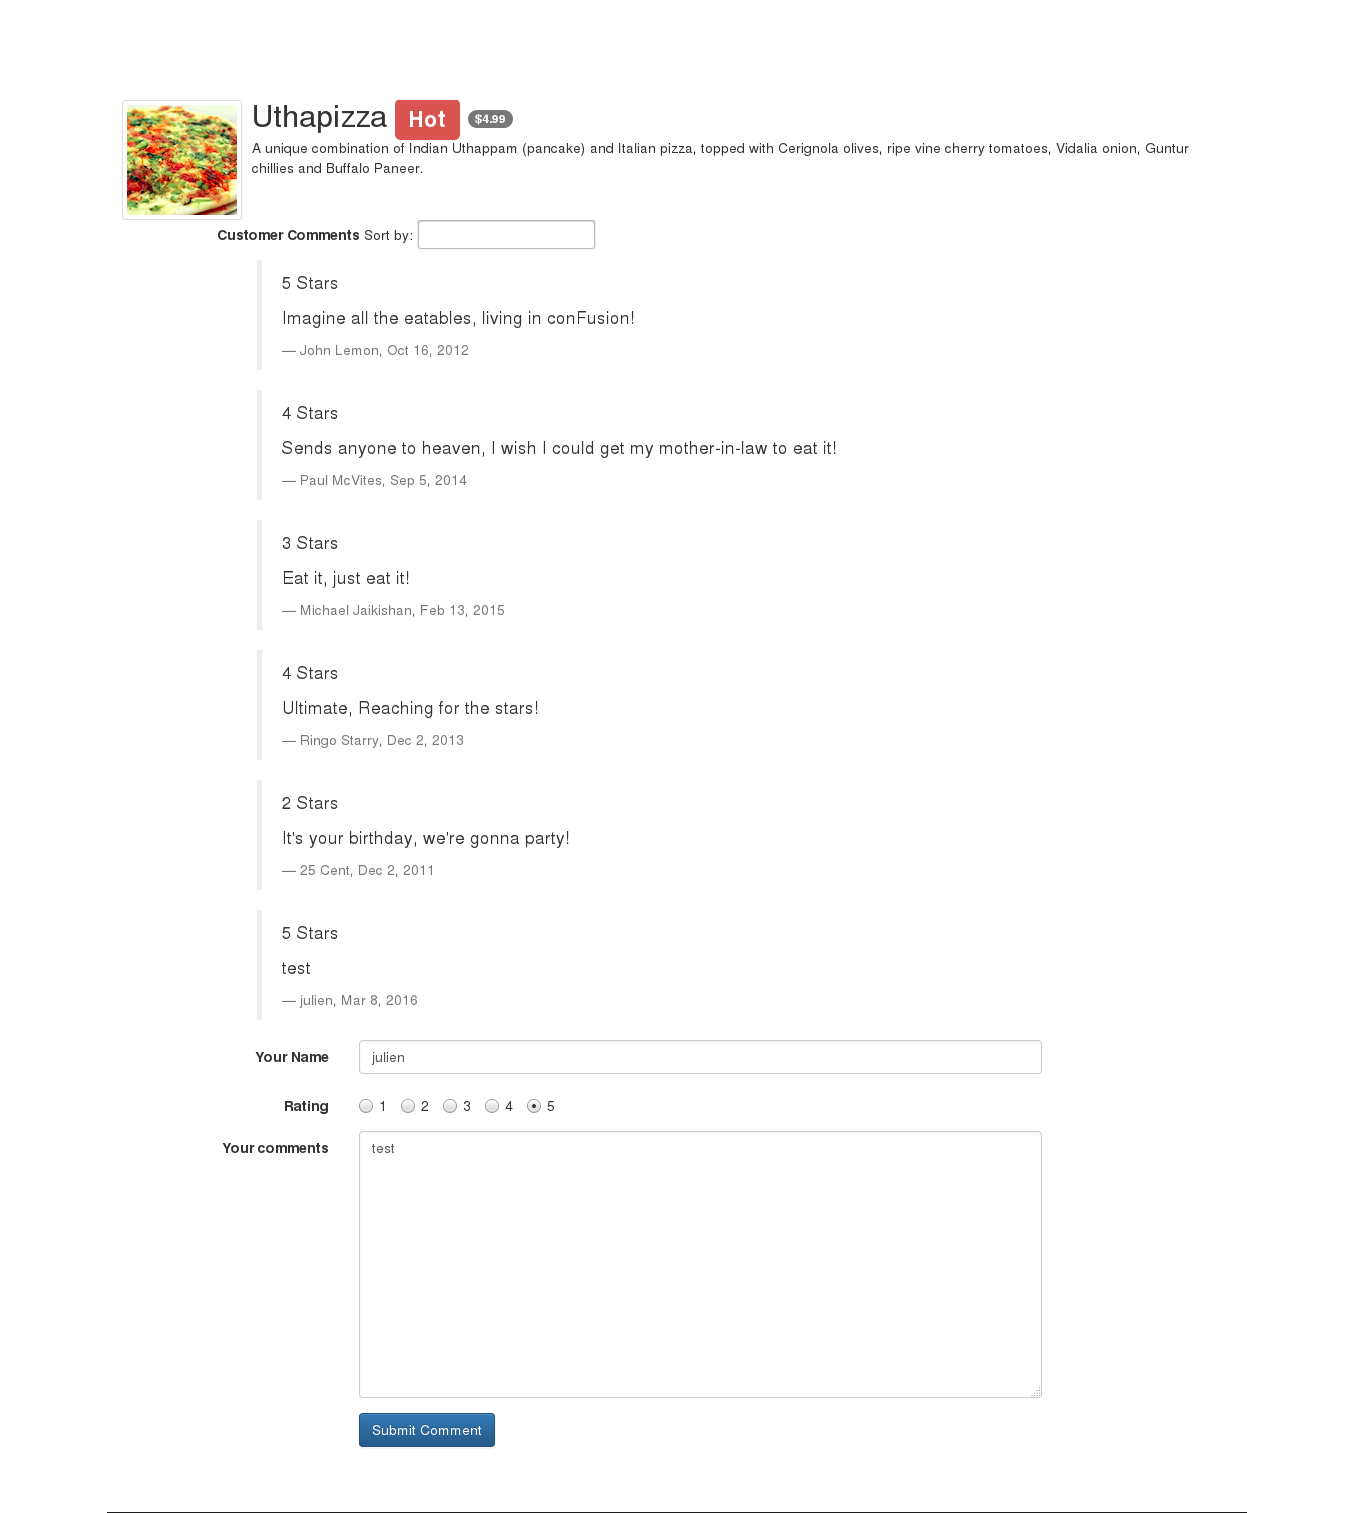 Uthapizza Hot $4.99
A unique combination of Indian Uthappam (pancake) and Italian pizza, topped with Cerignola olives, ripe vine cherry tomatoes, Vidalia onion, Guntur
chillies and Buffalo Paneer.
Customer Comments Sort by:
5 Stars
Imagine all the eatables, living in conFusion!
— John Lemon, Oct 16, 2012
4 Stars
Sends anyone to heaven, I wish I could get my mother-in-law to eat it!
— Paul McVites, Sep 5, 2014
3 Stars
Eat it, just eat it!
— Michael Jaikishan, Feb 13, 2015
4 Stars
Ultimate, Reaching for the stars!
— Ringo Starry, Dec 2, 2013
2 Stars
It's your birthday, we're gonna party!
— 25 Cent, Dec 2, 2011
5 Stars
test
— julien, Mar 8, 2016
Your Name julien
Rating 1 2 3 4 5
Your comments test
Submit Comment